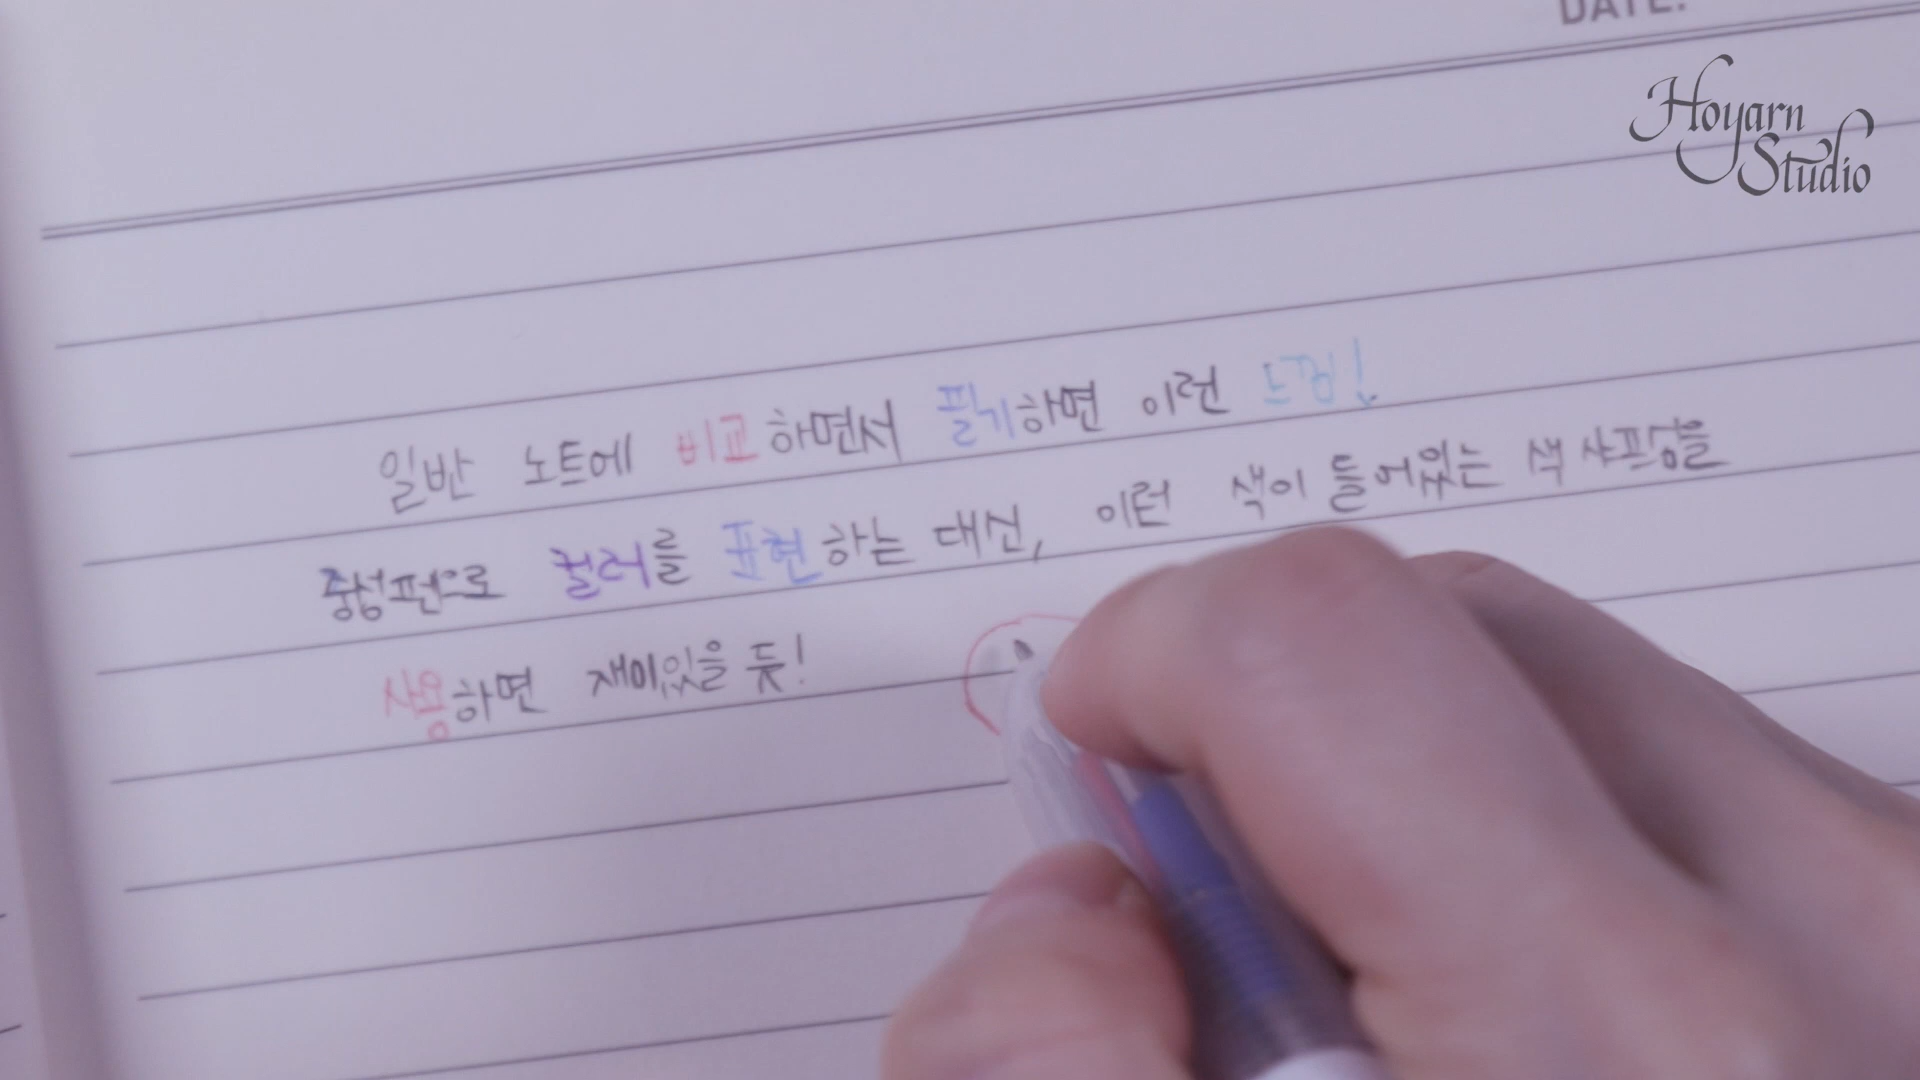 DATE.
Hoyarn
Studio
일반 노트에 비교하면서 필기하면 이런 느낌!
중성펜으로 컬러를 표현하는 대신, 이런 색이 들어있는 색 샤프심을
사용하면 재미있을 듯!